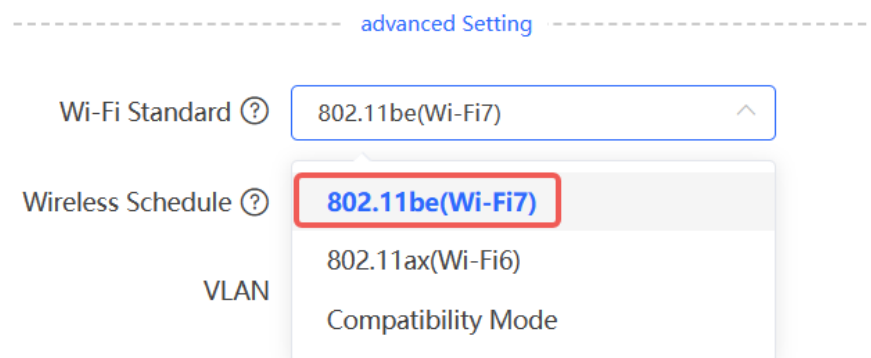 advanced Setting
Wi-Fi Standard ? 802.11be(Wi-Fi7)
Wireless Schedule ? 802.11be(Wi-Fi7)
802.11ax(Wi-Fi6)
VLAN
Compatibility Mode